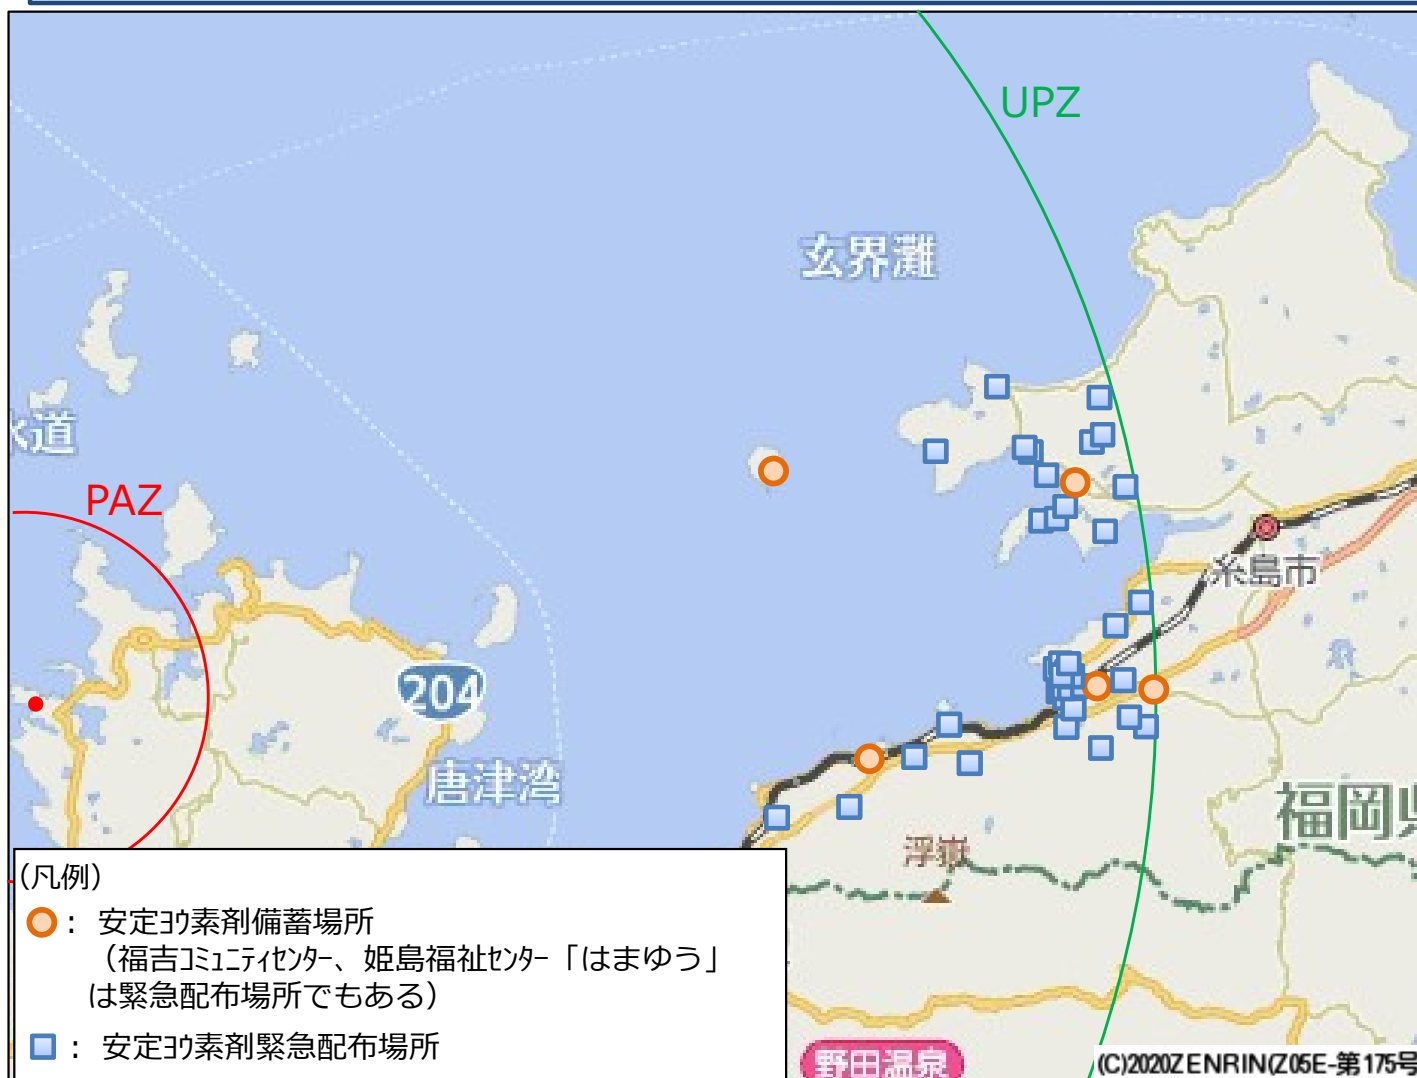 UPZ
玄界灘
水道
PAZ
糸島市
204
唐津湾
福岡県
浮嶽
(凡例)
：安定ﾖｳ素剤備蓄場所
（福吉ｺﾐｭﾆﾃｨｾﾝﾀｰ、姫島福祉ｾﾝﾀｰ「はまゆう」
は緊急配布場所でもある）
：安定ﾖｳ素剤緊急配布場所
野田温泉
(C)2020ZENRIN(Z05E-第175号